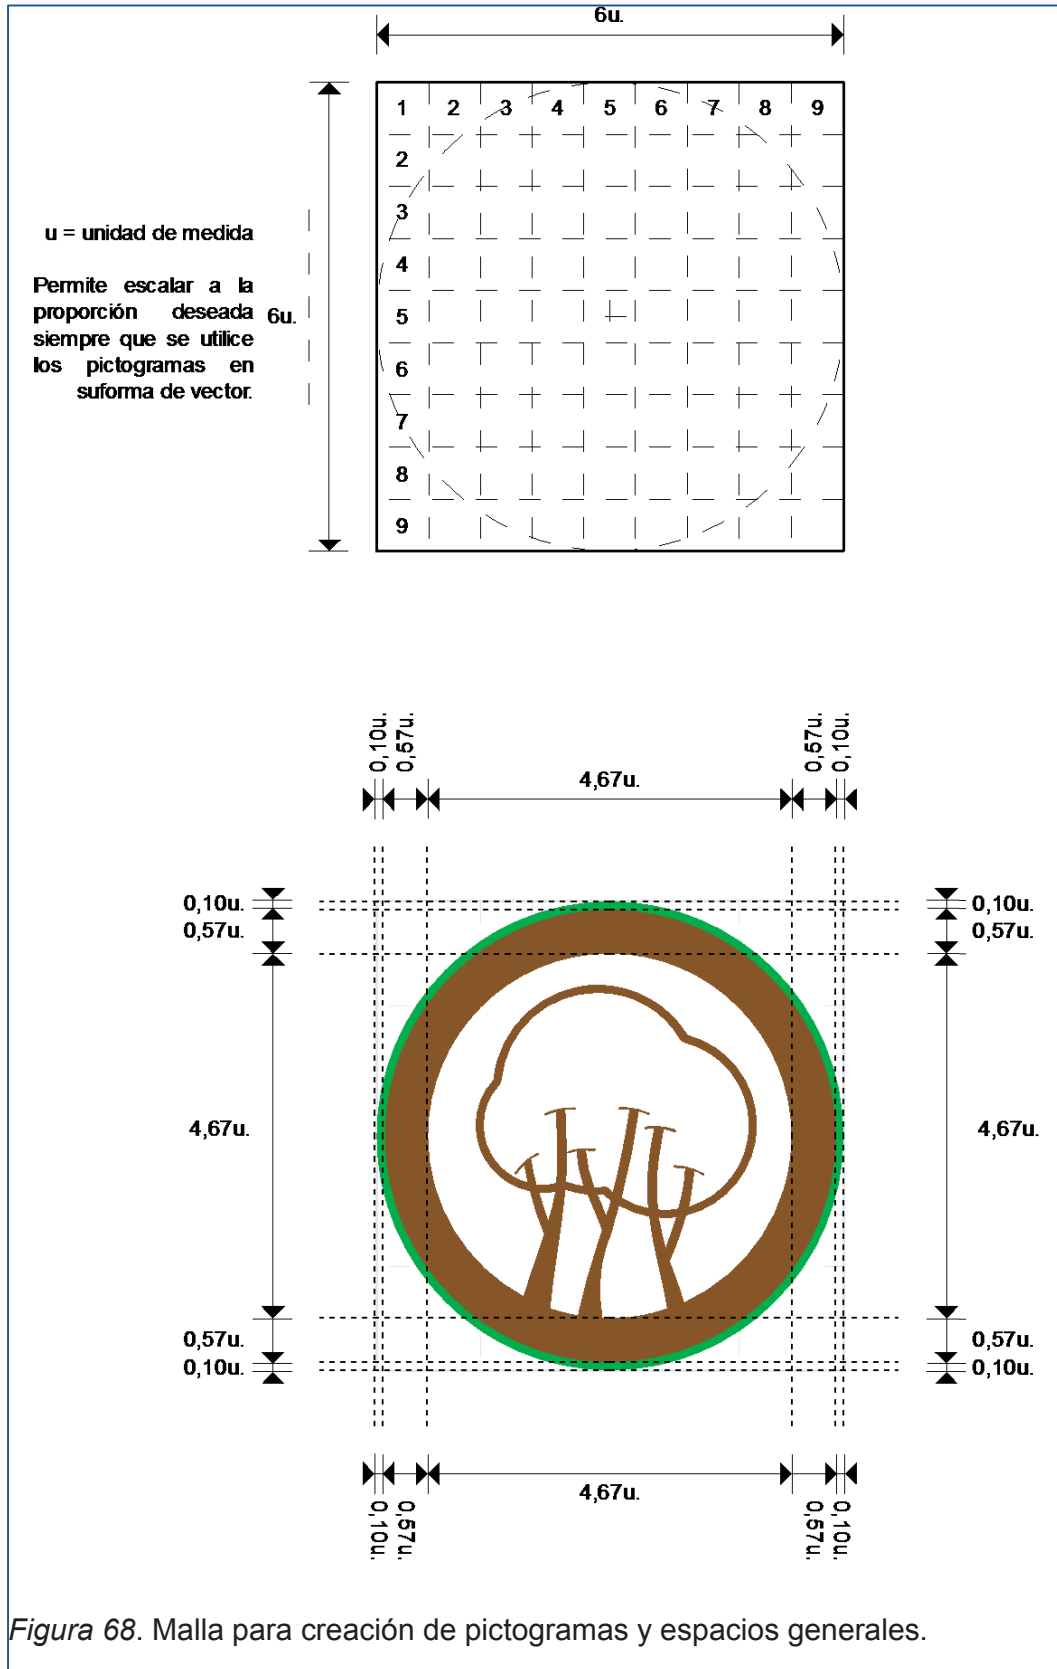 6u.
1 2 3 4 5 6 7 8 9
2
3
4
5
6
7
8
9
u = unidad de medida
Permite escalar a la
proporción deseada
siempre que se utilice
los pictogramas en
suforma de vector.
6u.
0,10u.
0,57u.
4,67u.
0,57u.
0,10u.
0,10u.
0,57u.
4,67u.
0,57u.
0,10u.
0,10u.
0,57u.
4,67u.
0,57u.
0,10u.
0,10u.
0,57u.
4,67u.
0,57u.
0,10u.
Figura 68. Malla para creación de pictogramas y espacios generales.